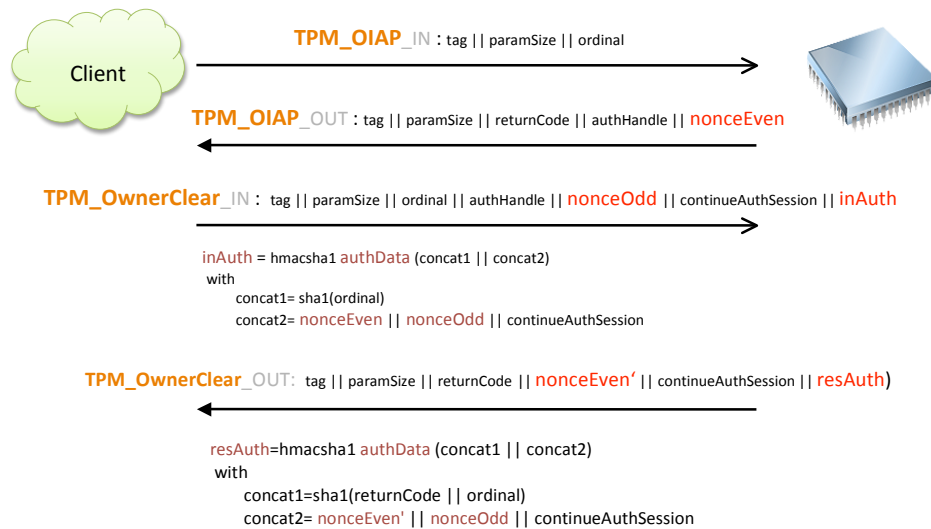 TPM_OIAP_IN : tag || paramSize || ordinal
Client
TPM_OIAP_OUT : tag || paramSize || returnCode || authHandle || nonceEven
TPM_OwnerClear_IN : tag || paramSize || ordinal || authHandle || nonceOdd || continueAuthSession || inAuth
inAuth = hmacsha1 authData (concat1 || concat2)
with
concat1= sha1(ordinal)
concat2= nonceEven || nonceOdd || continueAuthSession
TPM_OwnerClear_OUT: tag || paramSize || returnCode || nonceEven‘ || continueAuthSession || resAuth)
resAuth=hmacsha1 authData (concat1 || concat2)
with
concat1=sha1(returnCode || ordinal)
concat2= nonceEven' || nonceOdd || continueAuthSession